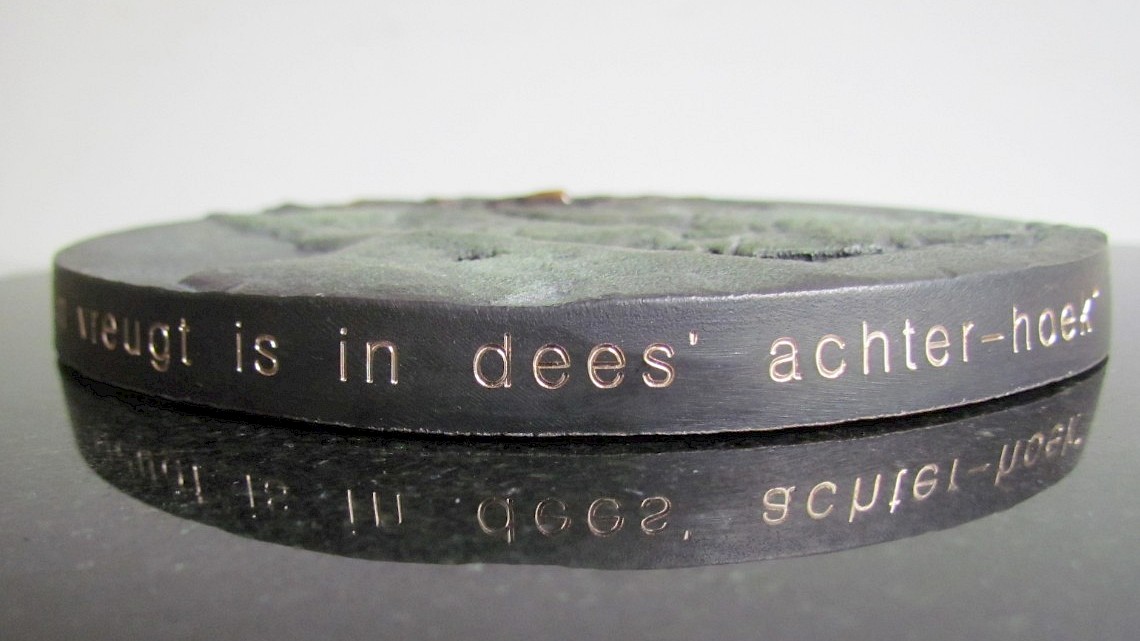 vreugt is in dees' achter-hoek